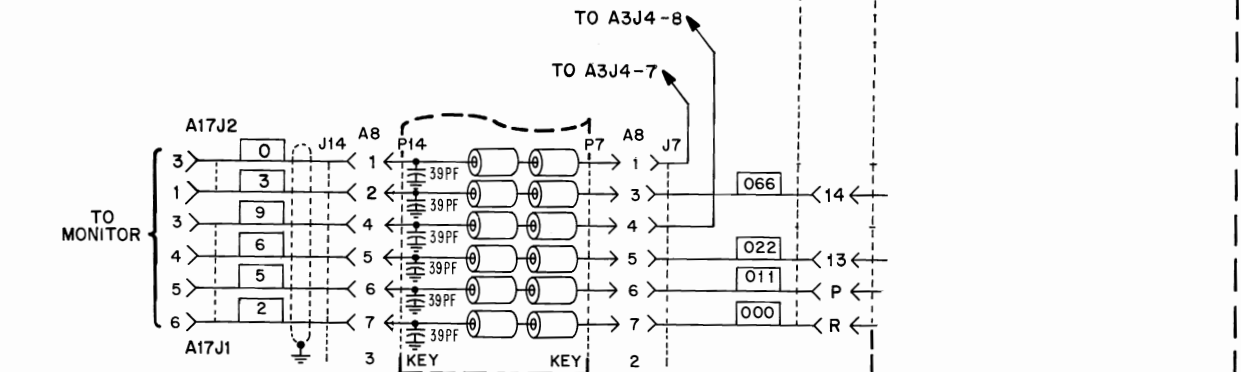 TO A3J4-8
TO A3J4-7
A17J2
J14 A8 P14 P7 A8 J7
3 0 1 39PF 1
1 3 2 39PF 3 066 14
3 9 4 39PF 4
TO
MONITOR
4 6 5 39PF 5 022 13
5 5 6 39PF 6 011 P
6 2 7 39PF 7 000 R
A17J1
3 KEY KEY 2